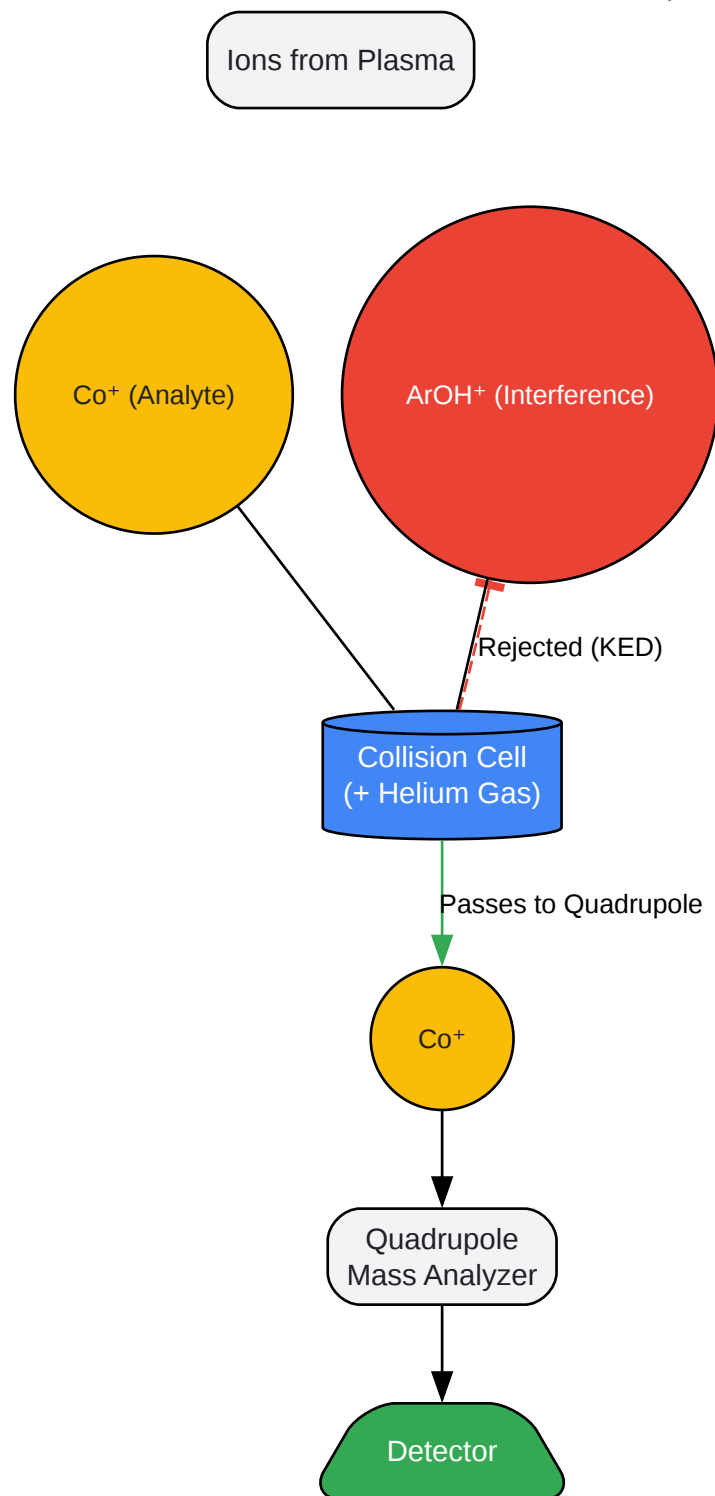 Ions from Plasma
Co⁺ (Analyte)
ArOH⁺ (Interference)
Rejected (KED)
Collision Cell
(+ Helium Gas)
Passes to Quadrupole
Co⁺
Quadrupole
Mass Analyzer
Detector